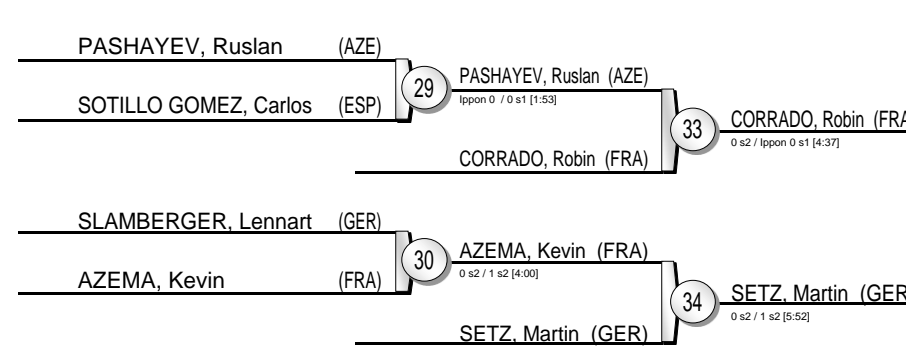 PASHAYEV, Ruslan (AZE)
29
PASHAYEV, Ruslan (AZE)
Ippon 0 / 0 s1 [1:53]
SOTILLO GOMEZ, Carlos (ESP)
33
CORRADO, Robin (FRA
0 s2 / Ippon 0 s1 [4:37]
CORRADO, Robin (FRA)
SLAMBERGER, Lennart (GER)
30
AZEMA, Kevin (FRA)
0 s2 / 1 s2 [4:00]
AZEMA, Kevin (FRA)
34
SETZ, Martin (GER
0 s2 / 1 s2 [5:52]
SETZ, Martin (GER)